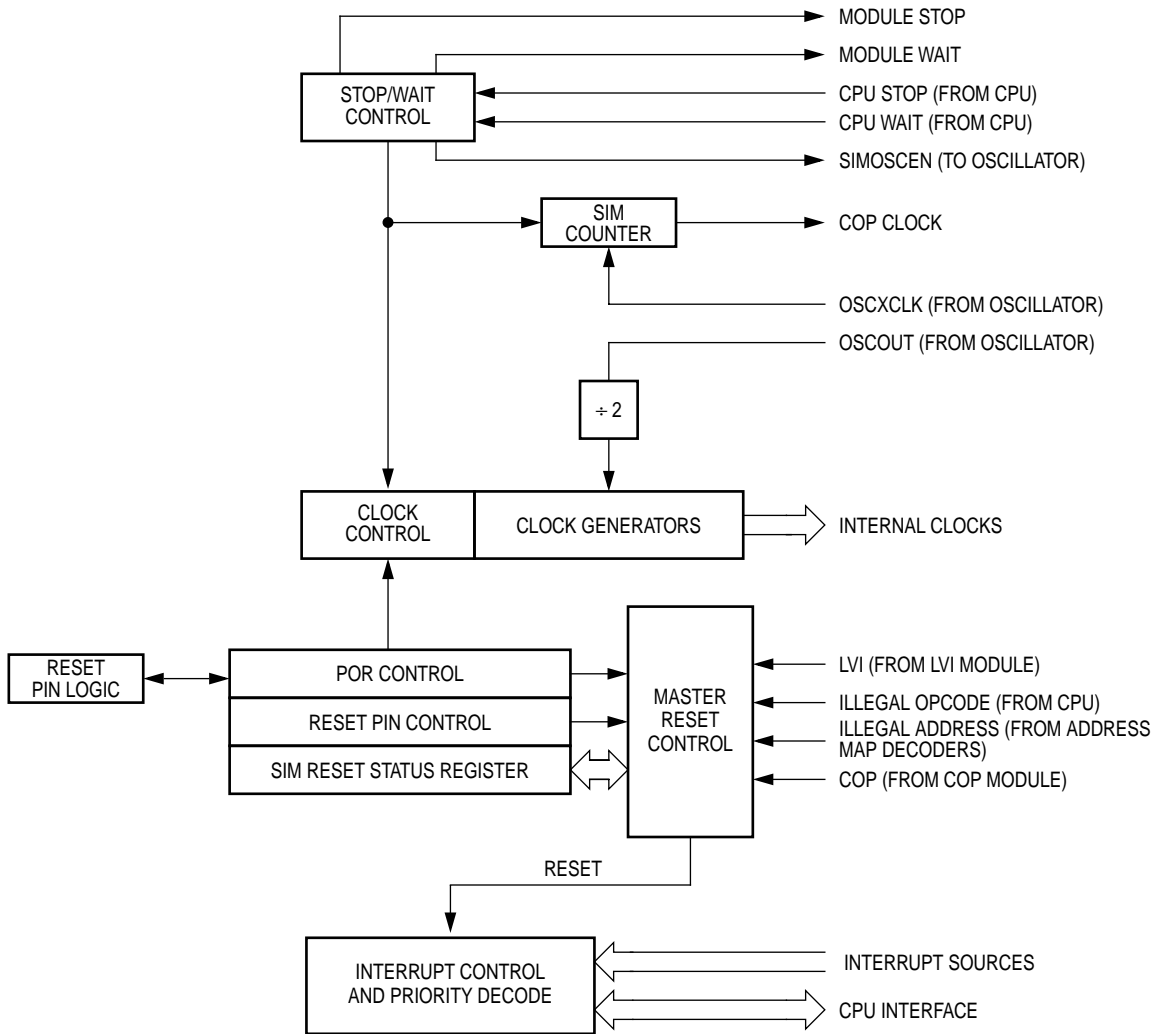 MODULE STOP
MODULE WAIT
STOP/WAIT
CONTROL
CPU STOP (FROM CPU)
CPU WAIT (FROM CPU)
SIMOSCEN (TO OSCILLATOR)
SIM
COUNTER
COP CLOCK
OSCXCLK (FROM OSCILLATOR)
OSCOUT (FROM OSCILLATOR)
÷ 2
CLOCK
CONTROL
CLOCK GENERATORS
INTERNAL CLOCKS
RESET
PIN LOGIC
POR CONTROL
RESET PIN CONTROL
SIM RESET STATUS REGISTER
MASTER
RESET
CONTROL
LVI (FROM LVI MODULE)
ILLEGAL OPCODE (FROM CPU)
ILLEGAL ADDRESS (FROM ADDRESS
MAP DECODERS)
COP (FROM COP MODULE)
RESET
INTERRUPT CONTROL
AND PRIORITY DECODE
INTERRUPT SOURCES
CPU INTERFACE